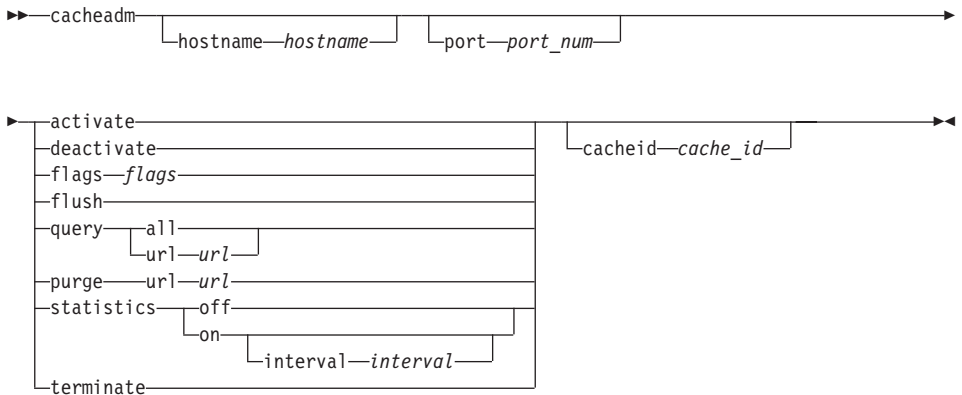 cacheadm
hostname hostname port port_num
activate
deactivate cacheid cache_id
flags flags
flush
query all
url url
purge url url
statistics off
on
interval interval
terminate